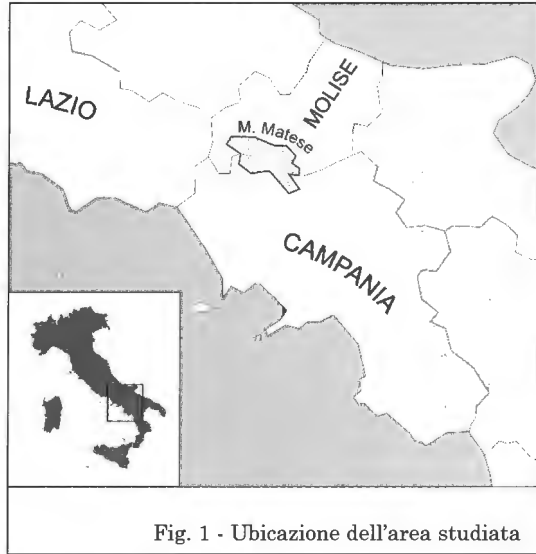 LAZIO
MOLISE
M. Matese
CAMPANIA
Fig. 1 - Ubicazione dell'area studiata